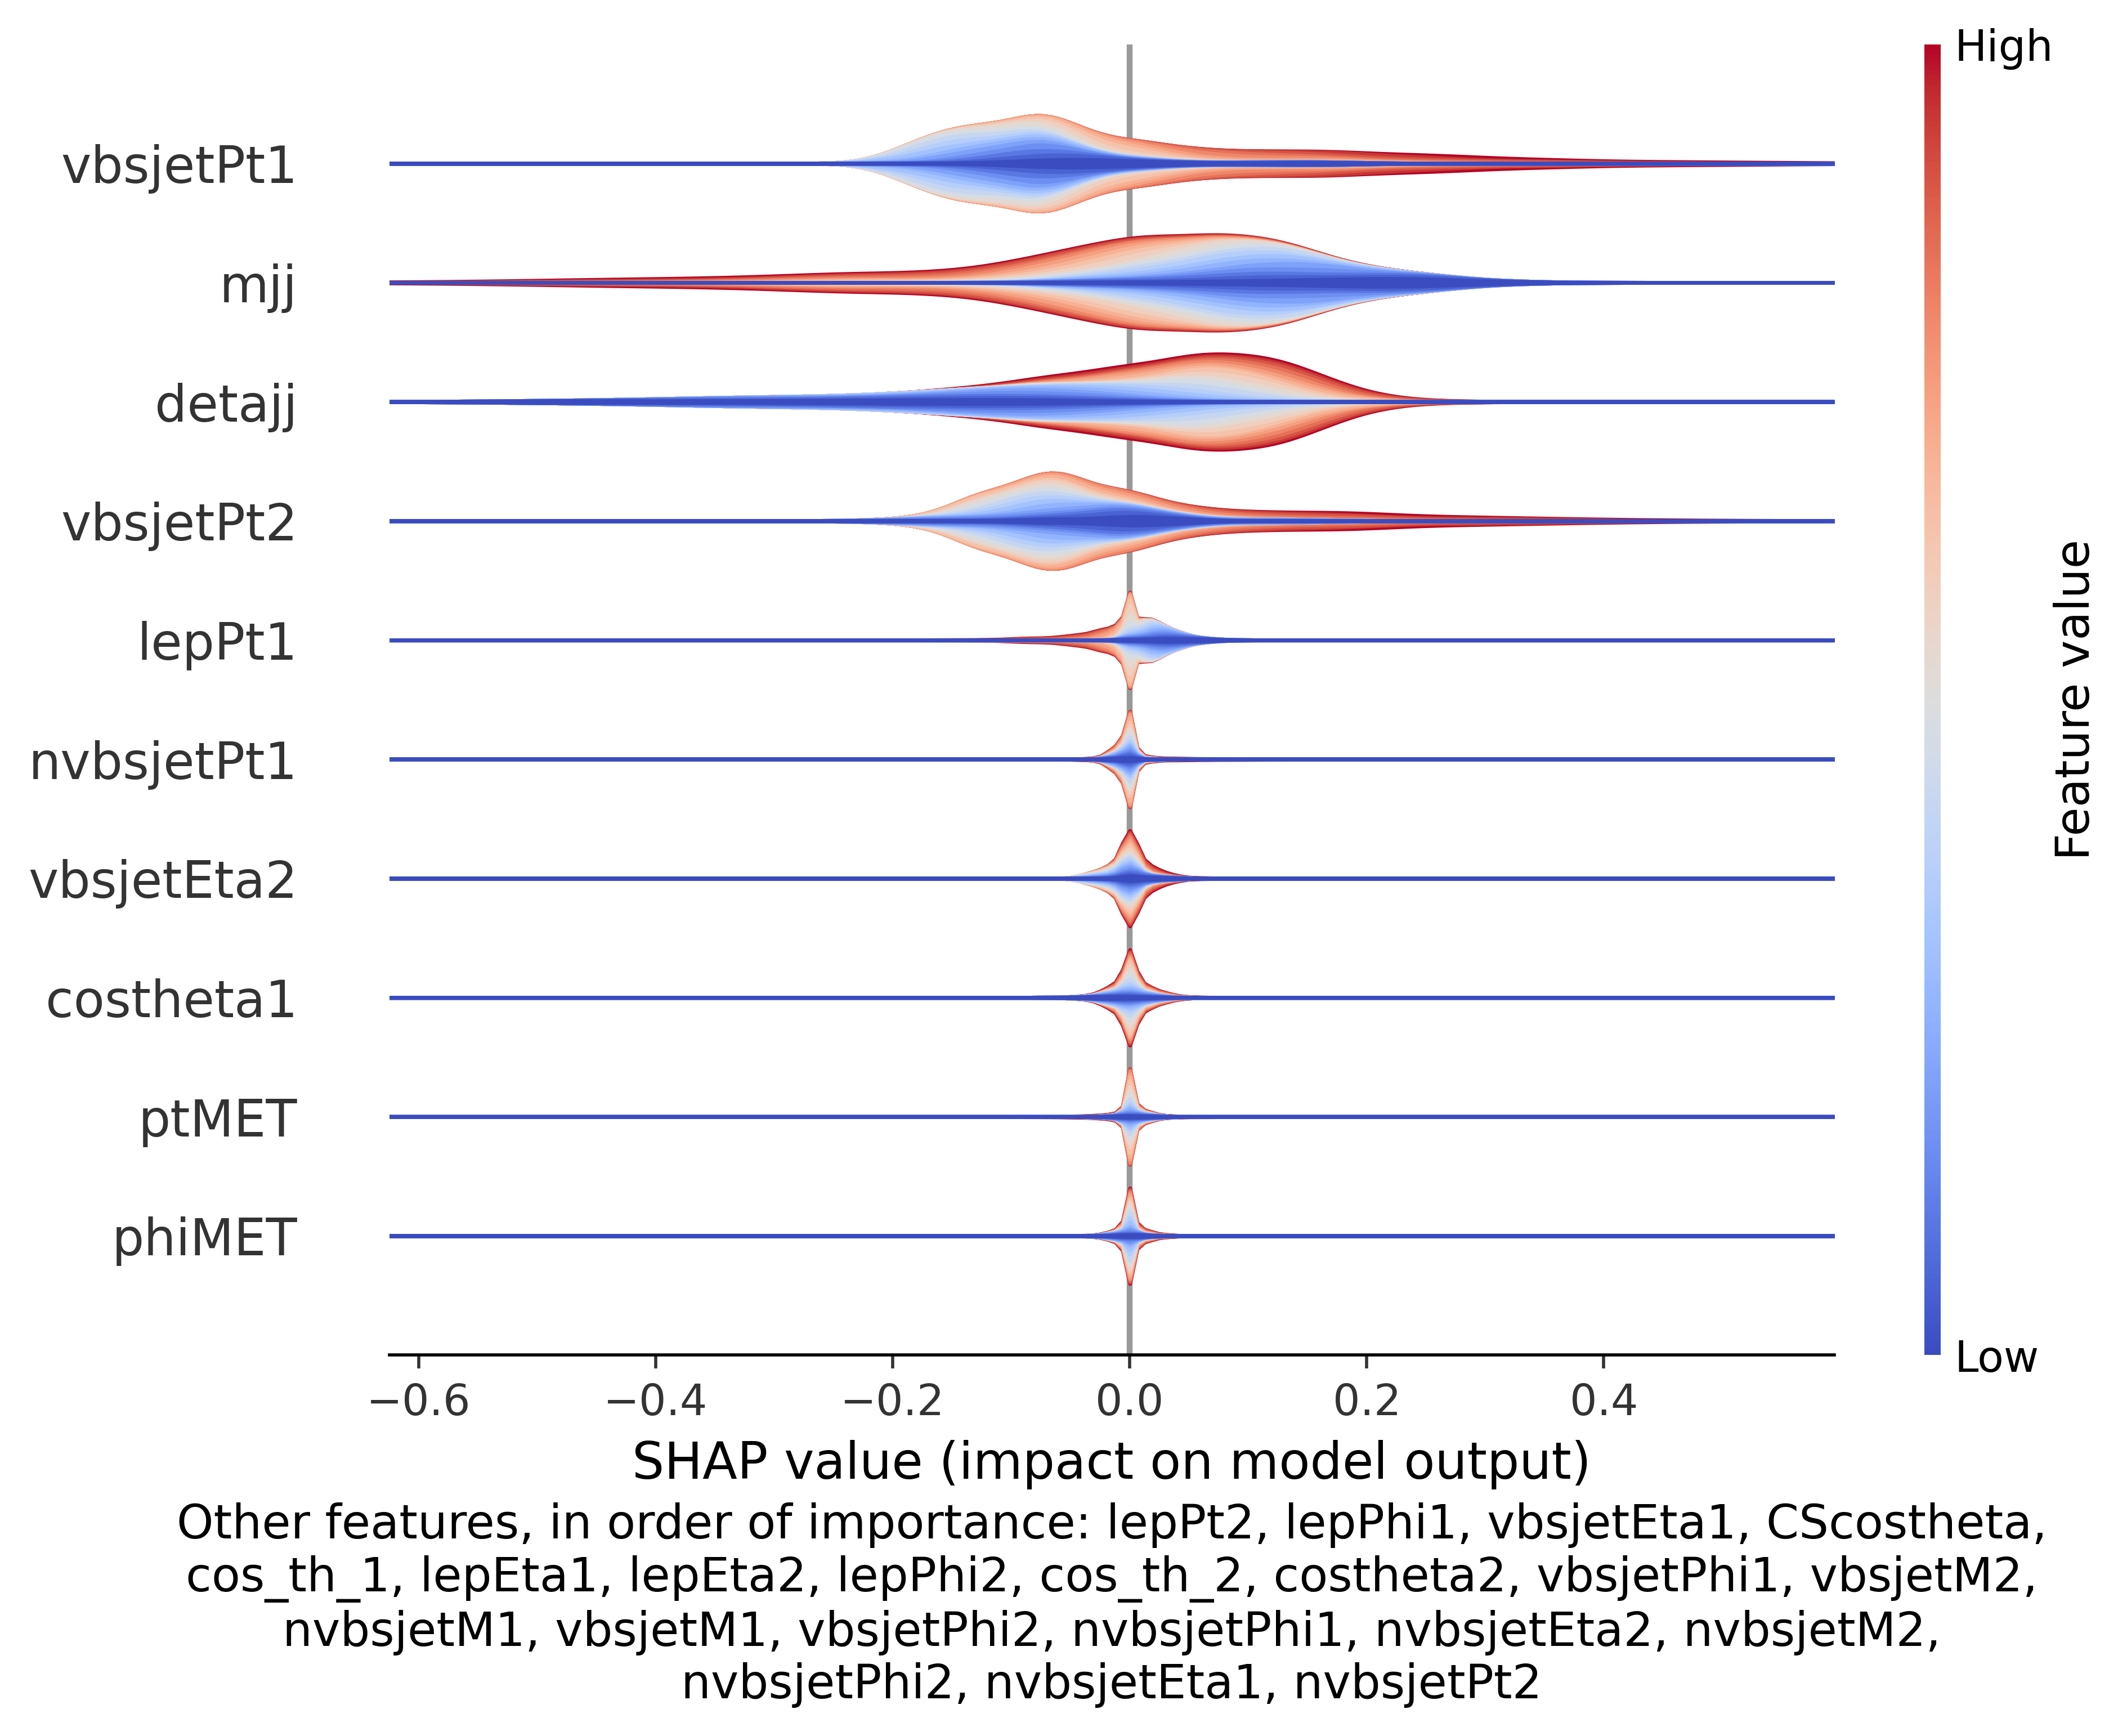 High
vbsjetPt1
mjj
detajj
vbsjetPt2
lepPt1
nvbsjetPt1
vbsjetEta2
costheta1
ptMET
phiMET
Feature value
Low
−0.6 −0.4 −0.2 0.0 0.2 0.4
SHAP value (impact on model output)
Other features, in order of importance: lepPt2, lepPhi1, vbsjetEta1, CScostheta,
cos_th_1, lepEta1, lepEta2, lepPhi2, cos_th_2, costheta2, vbsjetPhi1, vbsjetM2,
nvbsjetM1, vbsjetM1, vbsjetPhi2, nvbsjetPhi1, nvbsjetEta2, nvbsjetM2,
nvbsjetPhi2, nvbsjetEta1, nvbsjetPt2